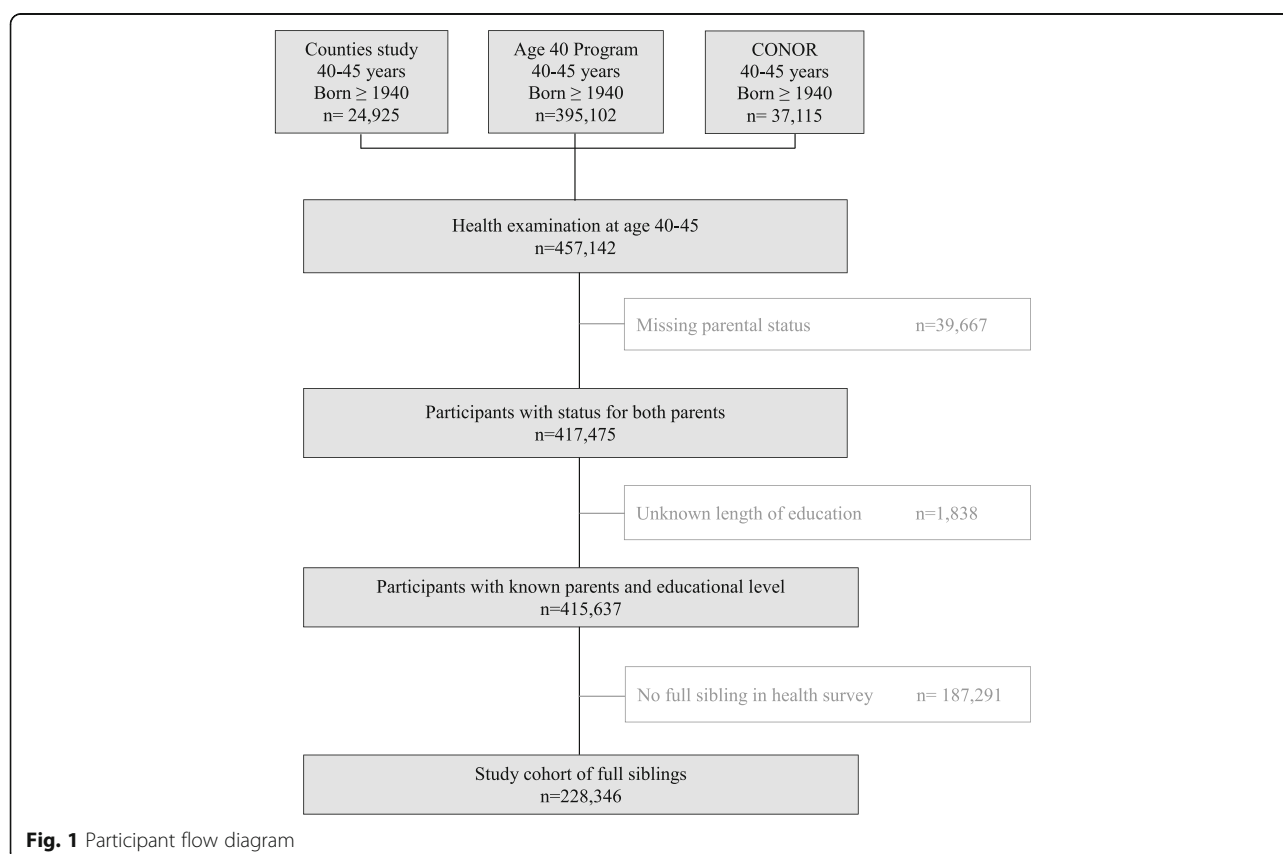 Counties study
40-45 years
Born ≥ 1940
n= 24,925
Age 40 Program
40-45 years
Born ≥ 1940
n=395,102
CONOR
40-45 years
Born ≥ 1940
n= 37,115
Health examination at age 40-45
n=457,142
Missing parental status n=39,667
Participants with status for both parents
n=417,475
Unknown length of education n=1,838
Participants with known parents and educational level
n=415,637
No full sibling in health survey n= 187,291
Study cohort of full siblings
n=228,346
Fig. 1 Participant flow diagram